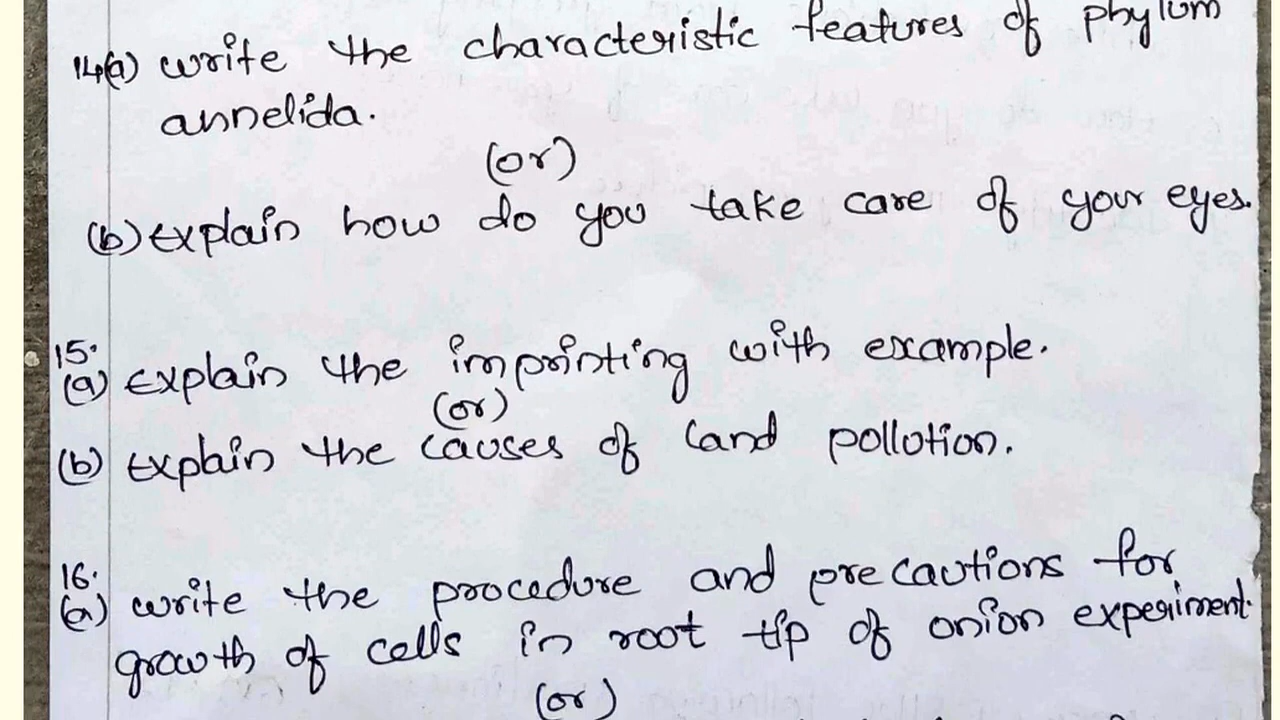 14(a) write the characteristic features of phylum
annelida.
(or)
(b) Explain how do you take care of your eyes.
15.
(a) Explain the imprinting with example.
(or)
(b) Explain the causes of land pollution.
16.
(a) write the procedure and precautions for
growth of cells in root tip of onion experiment.
(or)